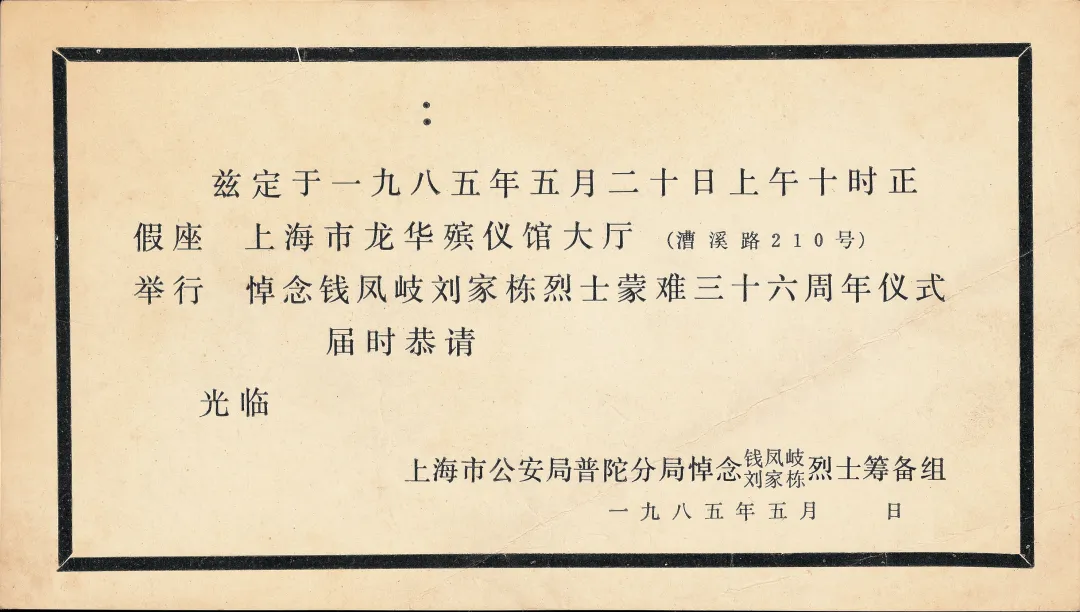 ：
兹定于一九八五年五月二十日上午十时正
假座 上海市龙华殡仪馆大厅 (漕溪路210号)
举行 悼念钱凤岐刘家栋烈士蒙难三十六周年仪式
届时恭请
光临
上海市公安局普陀分局悼念钱凤岐刘家栋烈士筹备组
一九八五年五月 日